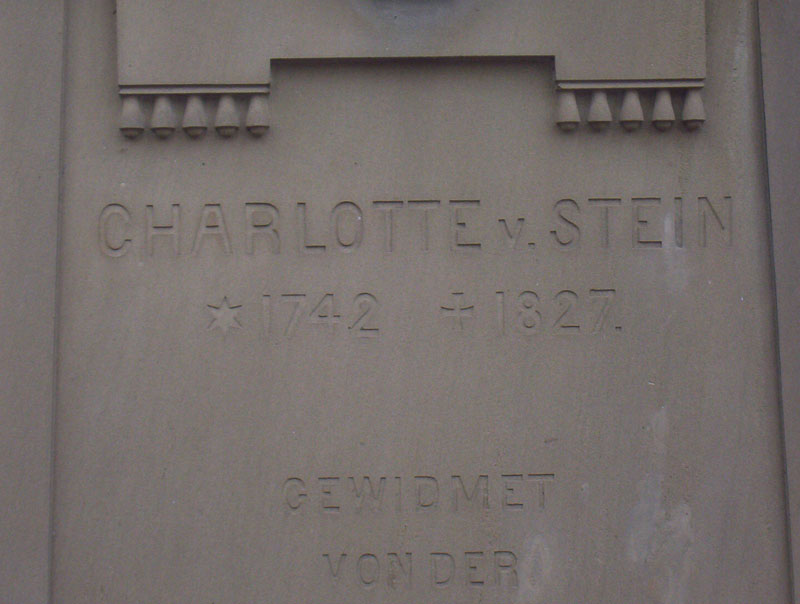 CHARLOTTE v. STEIN
* 1742 + 1827.
GEWIDMET
VON DER